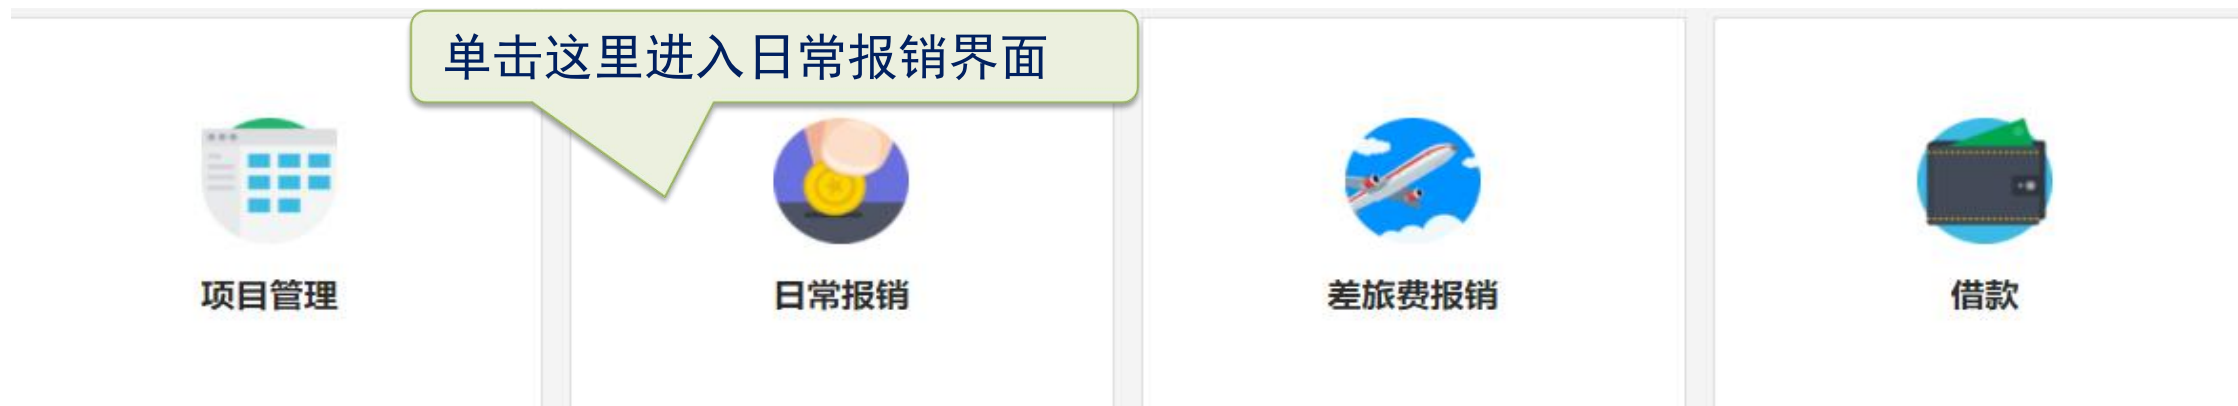 单击这里进入日常报销界面
项目管理
日常报销
差旅费报销
借款